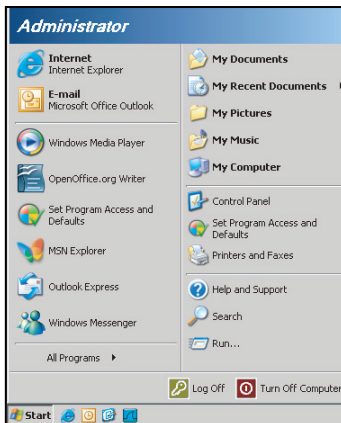 Administrator
Internet
Internet Explorer
E-mail
Microsoft Office Outlook
Windows Media Player
OpenOffice.org Writer
Set Program Access and
Defaults
MSN Explorer
Outlook Express
Windows Messenger
All Programs
My Documents
My Recent Documents
My Pictures
My Music
My Computer
Control Panel
Set Program Access and
Defaults
Printers and Faxes
Help and Support
Search
Run...
Log Off
Turn Off Computer
Start